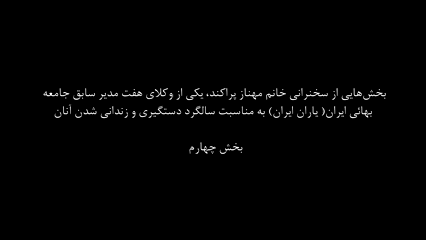 بخش‌هایی از سخنرانی خانم مهناز پراکند، یکی از وکلای هفت مدیر سابق جامعه
بهائی ایران( یاران ایران) به مناسبت سالگرد دستگیری و زندانی شدن آنان
بخش چهارم